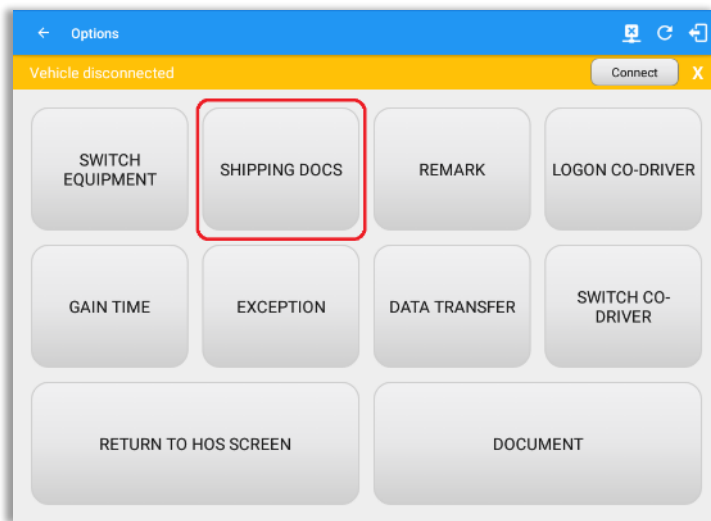 Options
Vehicle disconnected
Connect
X
SWITCH
EQUIPMENT
SHIPPING DOCS
REMARK
LOGON CO-DRIVER
GAIN TIME
EXCEPTION
DATA TRANSFER
SWITCH CO-
DRIVER
RETURN TO HOS SCREEN
DOCUMENT